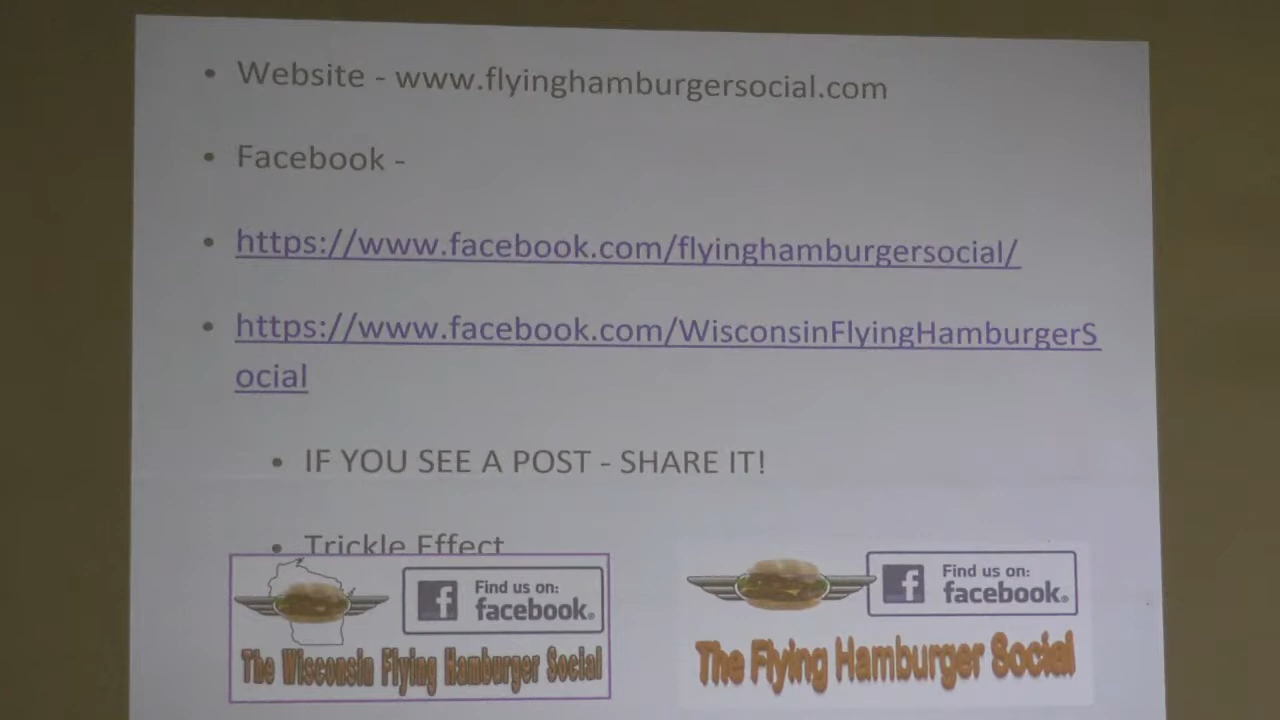 • Website - www.flyinghamburgersocial.com
• Facebook -
• https://www.facebook.com/flyinghamburgersocial/
• https://www.facebook.com/WisconsinFlyingHamburgerS
ocial
• IF YOU SEE A POST - SHARE IT!
• Trickle Effect
Find us on:
facebook.
The Wisconsin Flying Hamburger Social
Find us on:
facebook.
The Flying Hamburger Social